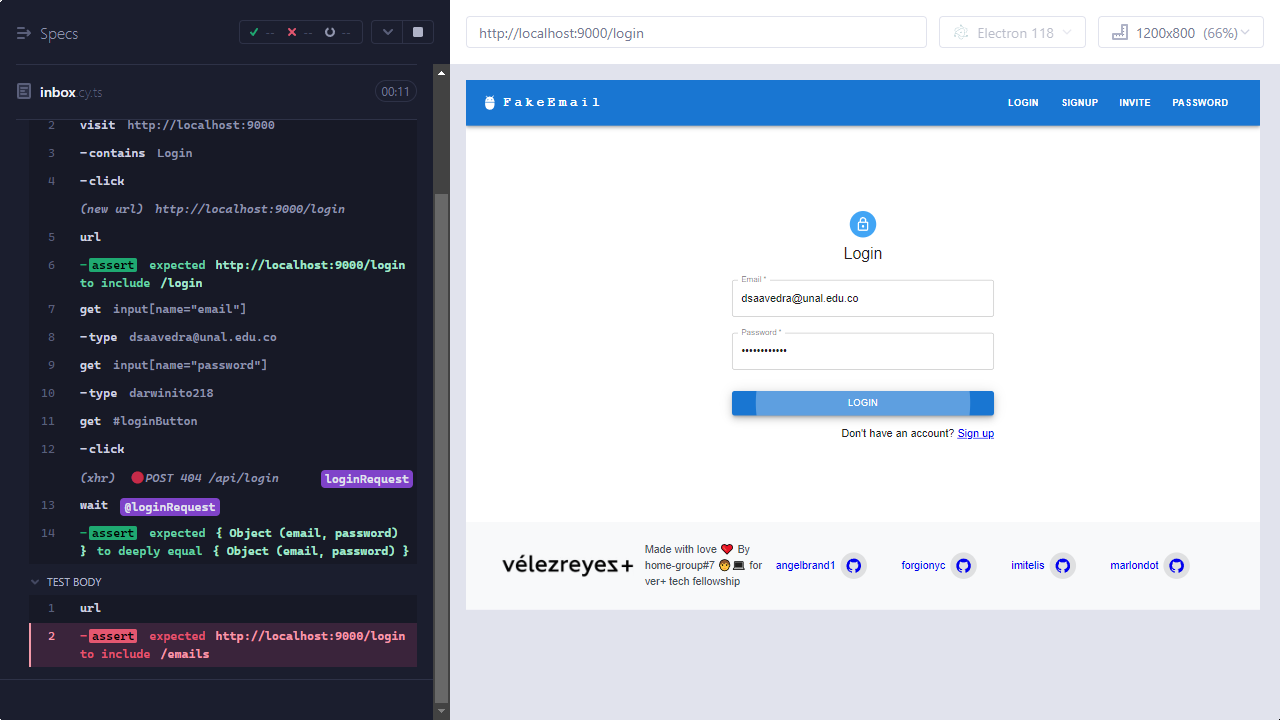 Specs
-- -- --
inbox.cy.ts
00:11
2 visit http://localhost:9000
3 -contains Login
4 -click
(new url) http://localhost:9000/login
5 url
6 -assert expected http://localhost:9000/login
to include /login
7 get input[name="email"]
8 -type dsaavedra@unal.edu.co
9 get input[name="password"]
10 -type darwinito218
11 get #loginButton
12 -click
(xhr) POST 404 /api/login loginRequest
13 wait @loginRequest
14 -assert expected { Object (email, password)
} to deeply equal { Object (email, password) }
TEST BODY
1 url
2 -assert expected http://localhost:9000/login
to include /emails
http://localhost:9000/login
Electron 118
1200x800 (66%)
FakeEmail
LOGIN SIGNUP INVITE PASSWORD
Login
Email *
dsaavedra@unal.edu.co
Password *
••••••••••••
LOGIN
Don't have an account? Sign up
vélezreyes+
Made with love ❤️ By
home-group#7 🧑‍💻 for
ver+ tech fellowship
angelbrand1
forgionyc
imitelis
marlondot